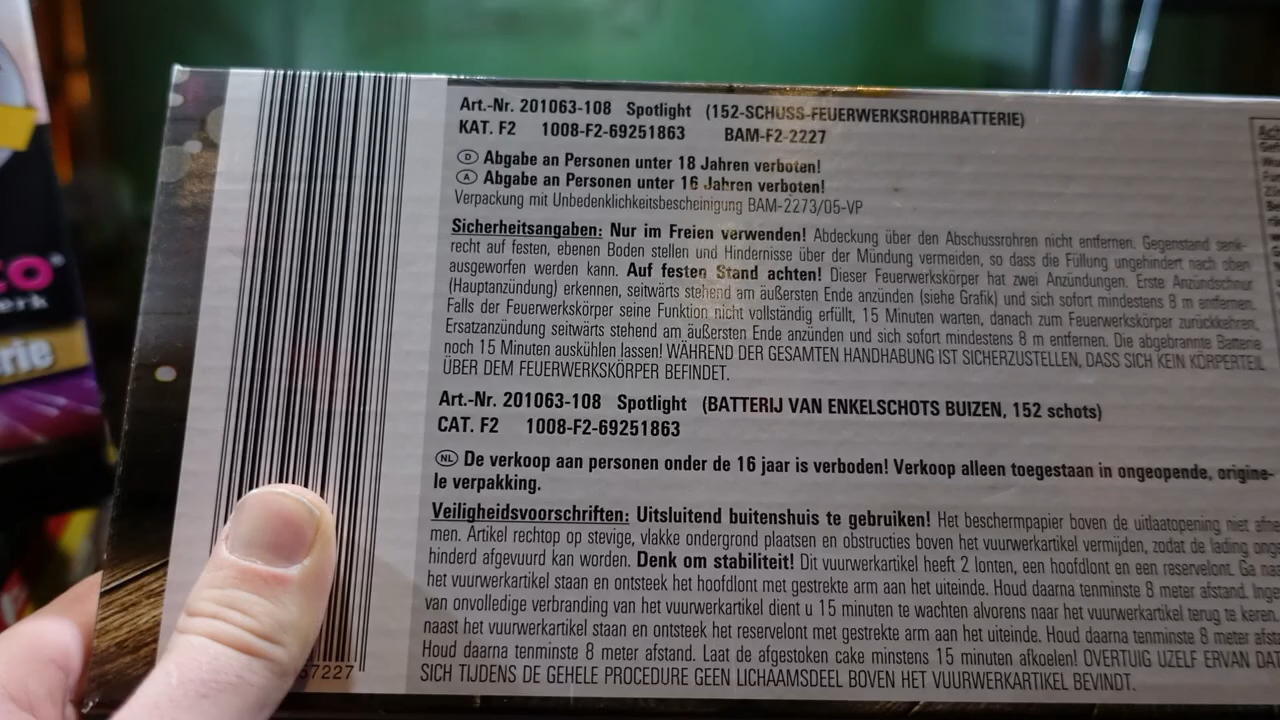 Art.-Nr. 201063-108 Spotlight (152-SCHUSS-FEUERWERKSROHRBATTERIE)
KAT. F2 1008-F2-69251863 BAM-F2-2227
D Abgabe an Personen unter 18 Jahren verboten!
A Abgabe an Personen unter 16 Jahren verboten!
Verpackung mit Unbedenklichkeitsbescheinigung BAM-2273/05-VP
Sicherheitsangaben: Nur im Freien verwenden! Abdeckung über den Abschussrohren nicht entfernen. Gegenstand senk-
recht auf festen, ebenen Boden stellen und Hindernisse über der Mündung vermeiden, so dass die Füllung ungehindert nach oben
ausgeworfen werden kann. Auf festen Stand achten! Dieser Feuerwerkskörper hat zwei Anzündungen. Erste Anzündschnur
(Hauptanzündung) erkennen, seitwärts stehend am äußersten Ende anzünden (siehe Grafik) und sich sofort mindestens 8 m entfernen.
Falls der Feuerwerkskörper seine Funktion nicht vollständig erfüllt, 15 Minuten warten, danach zum Feuerwerkskörper zurückkehren,
Ersatzanzündung seitwärts stehend am äußersten Ende anzünden und sich sofort mindestens 8 m entfernen. Die abgebrannte Batterie
noch 15 Minuten auskühlen lassen! WÄHREND DER GESAMTEN HANDHABUNG IST SICHERZUSTELLEN, DASS SICH KEIN KÖRPERTEIL
ÜBER DEM FEUERWERKSKÖRPER BEFINDET.
Art.-Nr. 201063-108 Spotlight (BATTERIJ VAN ENKELSCHOTS BUIZEN, 152 schots)
CAT. F2 1008-F2-69251863
NL De verkoop aan personen onder de 16 jaar is verboden! Verkoop alleen toegestaan in ongeopende, origine-
le verpakking.
Veiligheidsvoorschriften: Uitsluitend buitenshuis te gebruiken! Het beschermpapier boven de uitlaatopening niet afne
men. Artikel rechtop op stevige, vlakke ondergrond plaatsen en obstructies boven het vuurwerkartikel vermijden, zodat de lading ong
hinderd afgevuurd kan worden. Denk om stabiliteit! Dit vuurwerkartikel heeft 2 lonten, een hoofdlont en een reservelont. Ga naa
het vuurwerkartikel staan en ontsteek het hoofdlont met gestrekte arm aan het uiteinde. Houd daarna tenminste 8 meter afstand. Inge
van onvolledige verbranding van het vuurwerkartikel dient u 15 minuten te wachten alvorens naar het vuurwerkartikel terug te keren.
naast het vuurwerkartikel staan en ontsteek het reservelont met gestrekte arm aan het uiteinde. Houd daarna tenminste 8 meter afst
Houd daarna tenminste 8 meter afstand. Laat de afgestoken cake minstens 15 minuten afkoelen! OVERTUIG UZELF ERVAN DAT
SICH TIJDENS DE GEHELE PROCEDURE GEEN LICHAAMSDEEL BOVEN HET VUURWERKARTIKEL BEVINDT.
7227
erk
rie